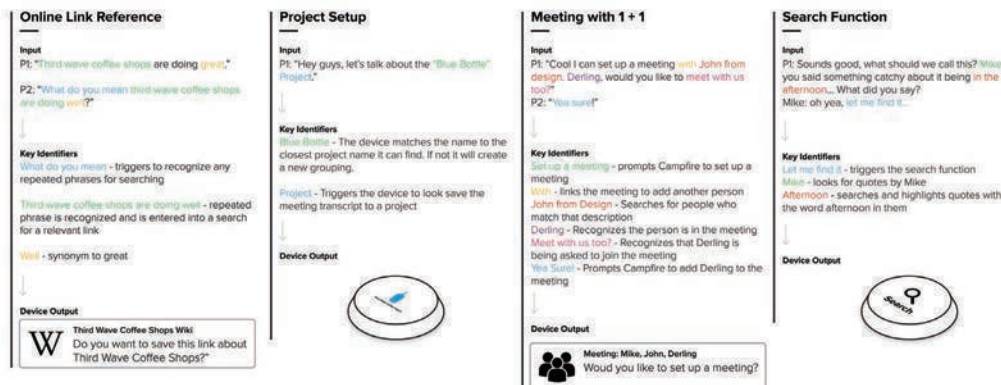 Online Link Reference
Input
P1: "Third wave coffee shops are doing great."
P2: "What do you mean third wave coffee shops
are doing well?"
Key Identifiers
What do you mean - triggers to recognize any
repeated phrases for searching
Third wave coffee shops are doing well - repeated
phrase is recognized and is entered into a search
for a relevant link
Well - synonym to great
Device Output
W
Third Wave Coffee Shops Wiki
Do you want to save this link about
Third Wave Coffee Shops?"
Project Setup
Input
P1: "Hey guys, let's talk about the "Blue Bottle"
Project."
Key Identifiers
Blue Bottle - The device matches the name to the
closest project name it can find. If not it will create
a new grouping.
Project - Triggers the device to look save the
meeting transcript to a project
Device Output
Meeting with 1 + 1
Input
P1: "Cool I can set up a meeting with John from
design. Derling, would you like to meet with us
too?"
P2: "Yea sure!"
Key Identifiers
Set up a meeting - prompts Campfire to set up a
meeting
With - links the meeting to add another person
John from Design - Searches for people who
match that description
Derling - Recognizes the person is in the meeting
Meet with us too? - Recognizes that Derling is
being asked to join the meeting
Yea Sure! - Prompts Campfire to add Derling to the
meeting
Device Output
Meeting: Mike, John, Derling
Woud you like to set up a meeting?
Search Function
Input
P1: Sounds good, what should we call this? Mike
you said something catchy about it being in the
afternoon... What did you say?
Mike: oh yea, let me find it...
Key Identifiers
Let me find it - triggers the search function
Mike - looks for quotes by Mike
Afternoon - searches and highlights quotes with
the word afternoon in them
Device Output
Search